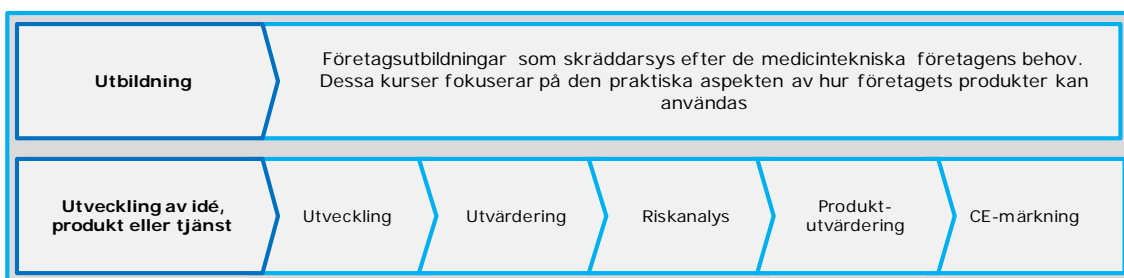 Utbildning
Företagsutbildningar som skräddarsys efter de medicintekniska företagens behov.
Dessa kurser fokuserar på den praktiska aspekten av hur företagets produkter kan
användas
Utveckling av idé,
produkt eller tjänst
Utveckling
Utvärdering
Riskanalys
Produkt-
utvärdering
CE-märkning